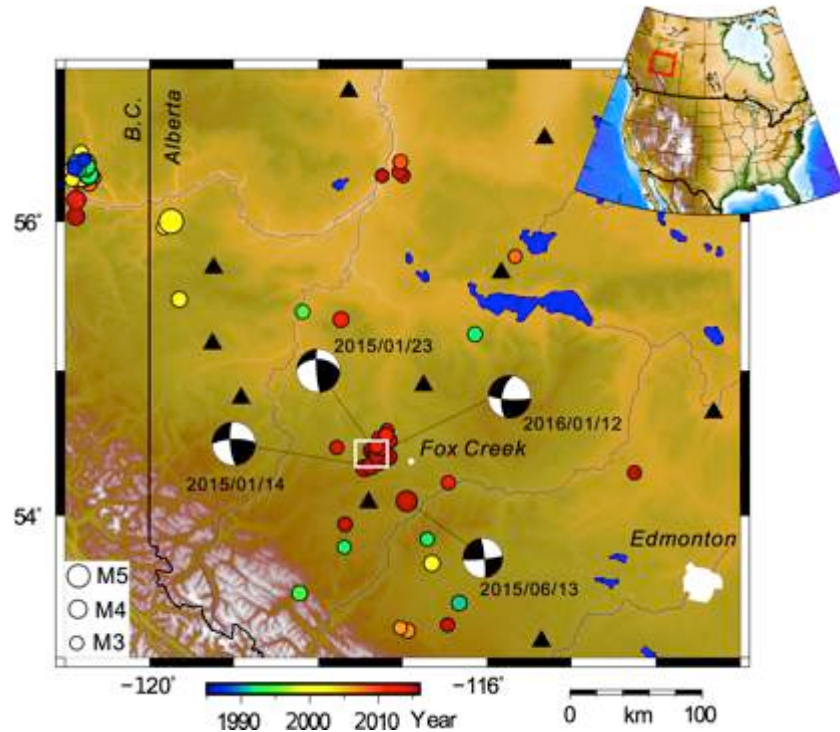 B.C.
Alberta
56°
2015/01/23
2016/01/12
Fox Creek
2015/01/14
54°
Edmonton
M5
2015/06/13
M4
M3
−120
−116
1990
2000
2010
Year
0
km
100